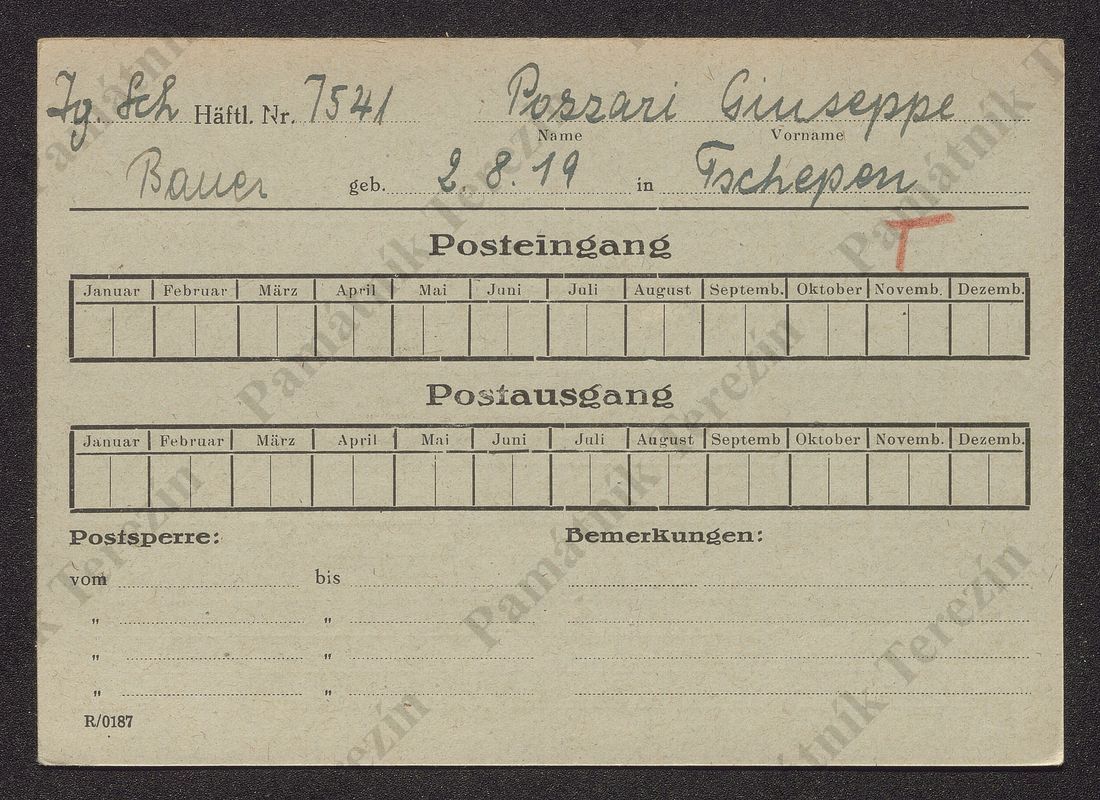 Jg. Sch Häftl. Nr. 7541 Pozzari Giuseppe
Name Vorname
Bauer geb. 2. 8. 19 in Tschepen
T
Posteingang
Januar Februar März April Mai Juni Juli August Septemb. Oktober Novemb. Dezemb.
Postausgang
Januar Februar März April Mai Juni Juli August Septemb Oktober Novemb. Dezemb.
Postsperre: Bemerkungen:
vom bis
" "
" "
" "
R/0187
Památník Terezín